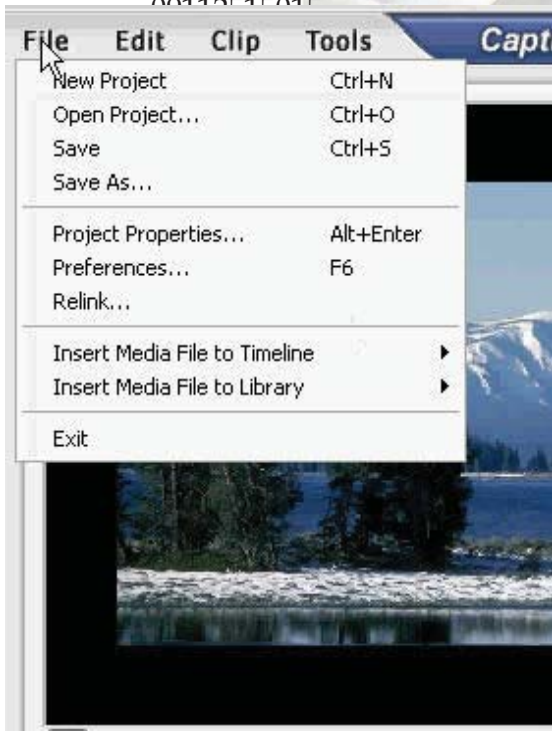 File Edit Clip Tools
New Project Ctrl+N
Open Project... Ctrl+O
Save Ctrl+S
Save As...
Project Properties... Alt+Enter
Preferences... F6
Relink...
Insert Media File to Timeline
Insert Media File to Library
Exit